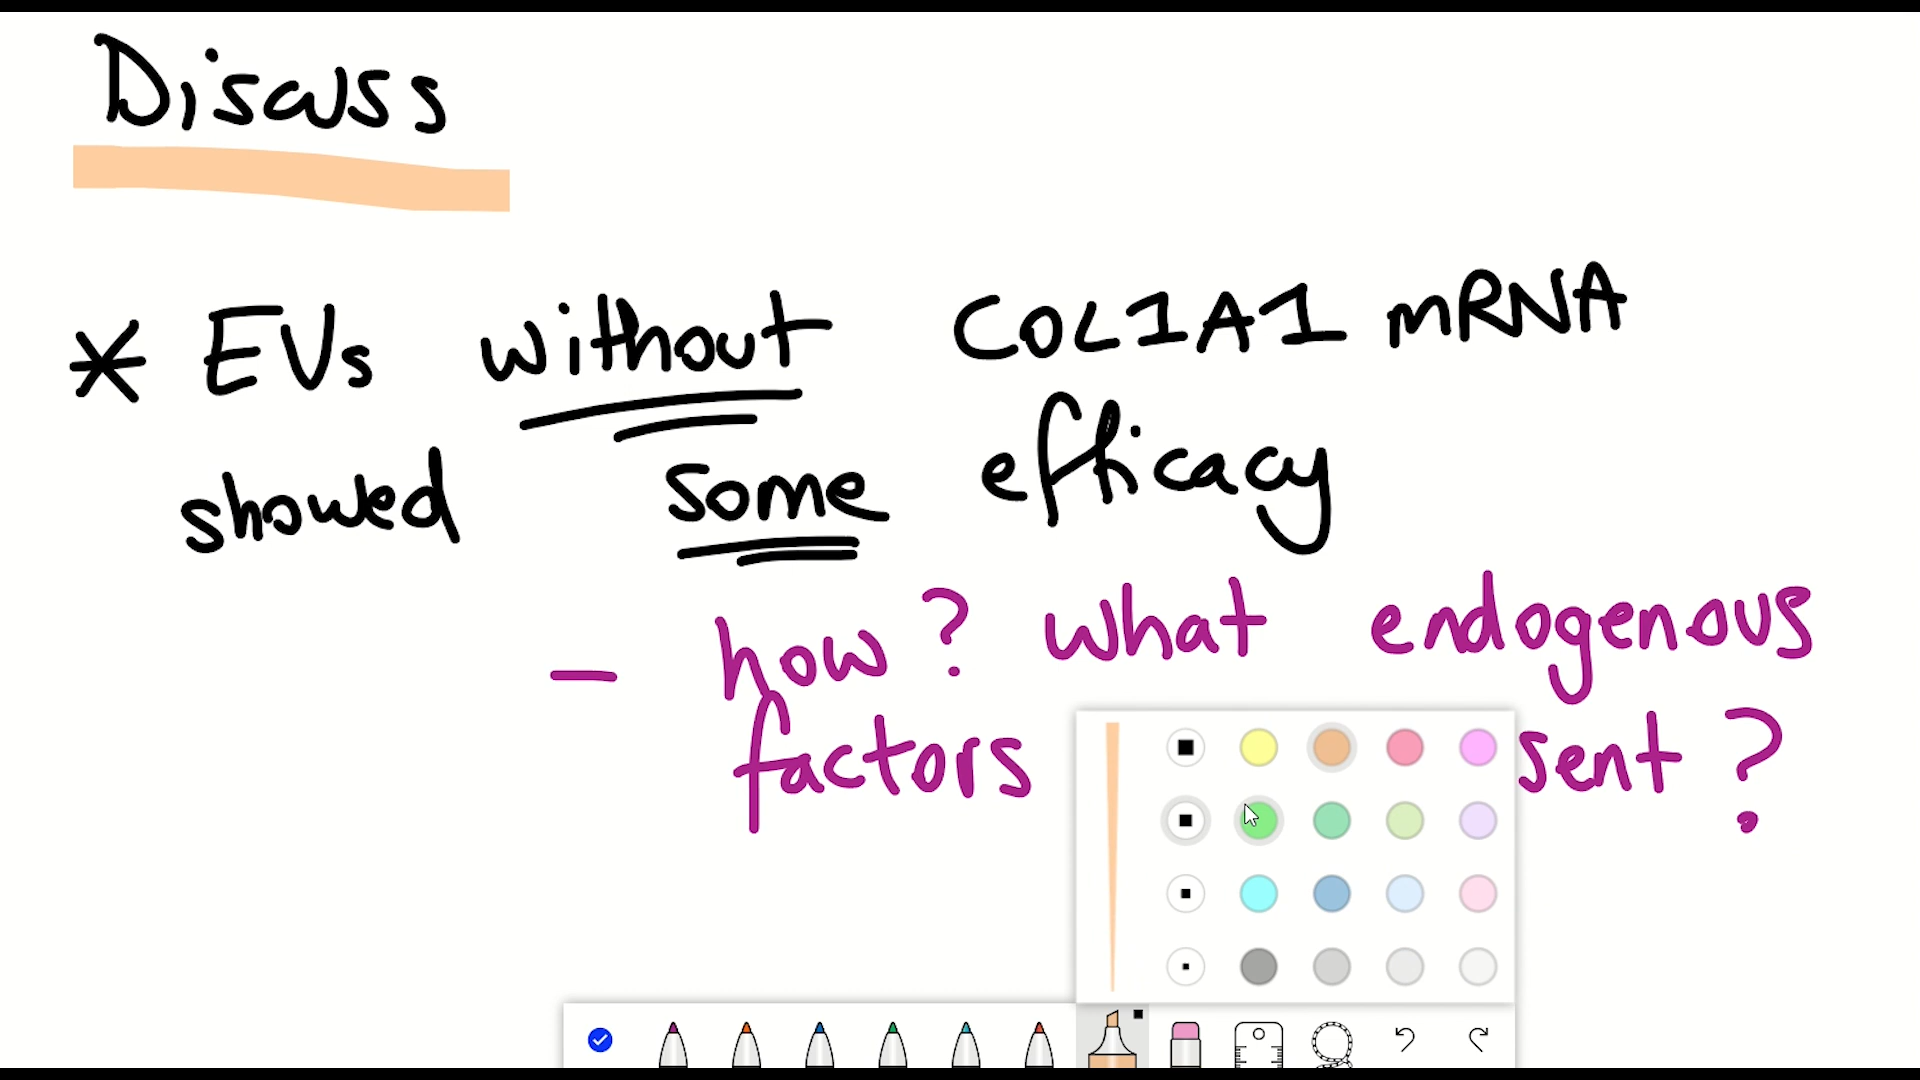 Discuss
* EVs without COL1A1 mRNA
showed some efficacy
- how? what endogenous
factors sent?